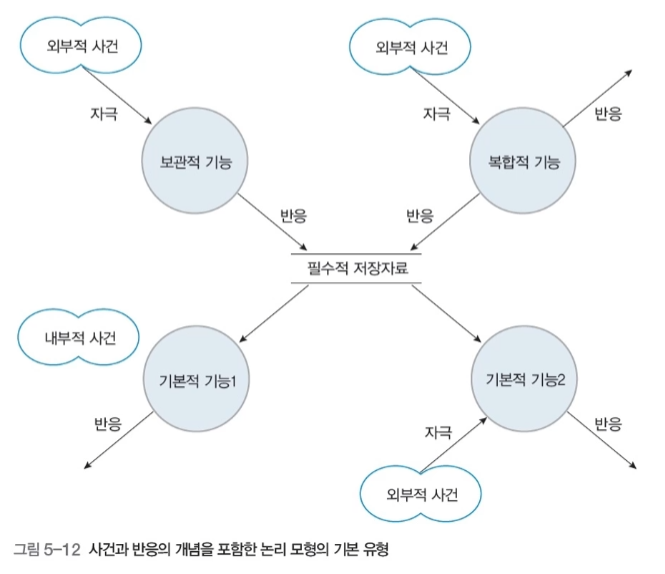 외부적 사건
외부적 사건
자극
자극
반응
보관적 기능
복합적 기능
반응
반응
필수적 저장자료
내부적 사건
기본적 기능1
기본적 기능2
반응
자극
반응
외부적 사건
그림 5-12 사건과 반응의 개념을 포함한 논리 모형의 기본 유형